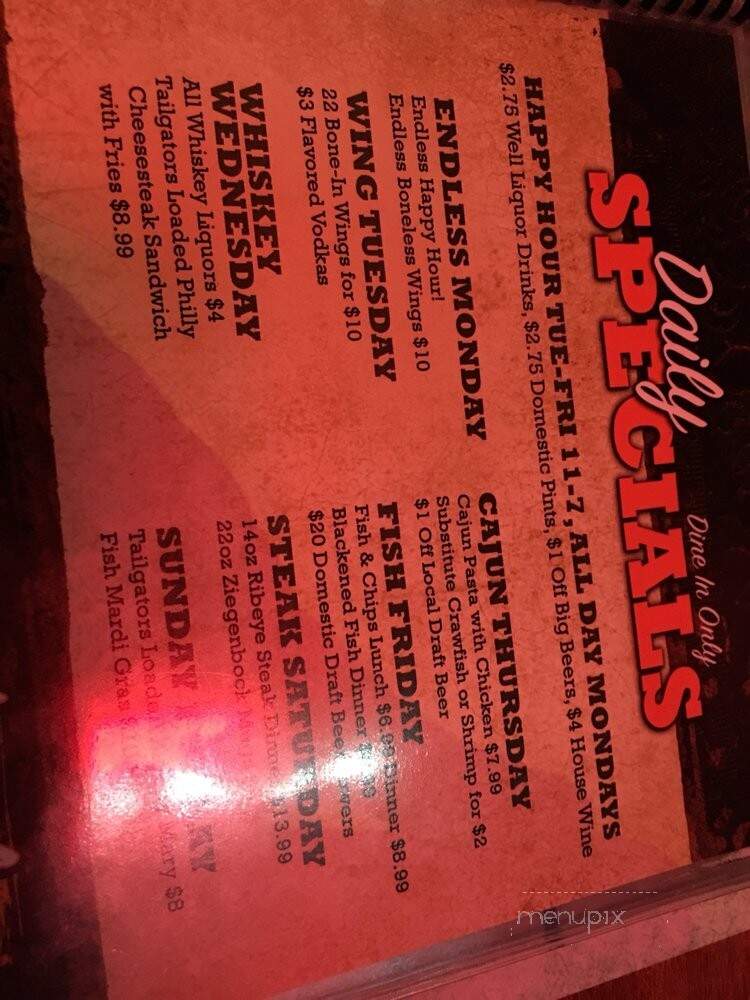 Daily
SPECIALS
Dine In Only
HAPPY HOUR TUE-FRI 11-7, ALL DAY MONDAYS
$2.75 Well Liquor Drinks, $2.75 Domestic Pints, $1 Off Big Beers, $4 House Wine
ENDLESS MONDAY
Endless Happy Hour!
Endless Boneless Wings $10
WING TUESDAY
22 Bone-In Wings for $10
$3 Flavored Vodkas
WHISKEY
WEDNESDAY
All Whiskey Liquors $4
Tailgators Loaded Philly
Cheesesteak Sandwich
with Fries $8.99
CAJUN THURSDAY
Cajun Pasta with Chicken $7.99
Substitute Crawfish or Shrimp for $2
$1 Off Local Draft Beer
FISH FRIDAY
Fish & Chips Lunch Dinner $8.99
Blackened Fish Dinner
$20 Domestic Draft Beer
STEAK SATURDAY
14oz Ribeye Steak Dinner $13.99
22oz Ziegenbock
SUNDAY
Tailgators Mary $8
Fish Mardi Gras
menupix